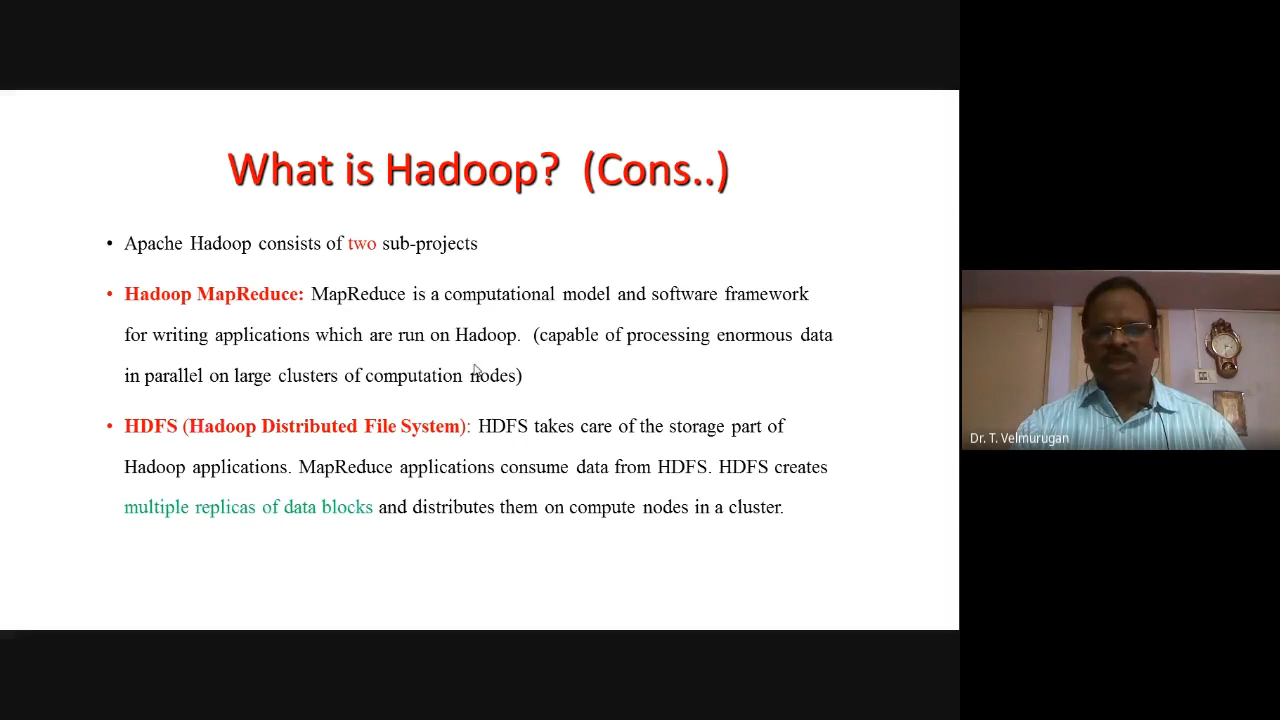 What is Hadoop? (Cons..)
• Apache Hadoop consists of two sub-projects
• Hadoop MapReduce: MapReduce is a computational model and software framework
for writing applications which are run on Hadoop. (capable of processing enormous data
in parallel on large clusters of computation nodes)
• HDFS (Hadoop Distributed File System): HDFS takes care of the storage part of
Hadoop applications. MapReduce applications consume data from HDFS. HDFS creates
multiple replicas of data blocks and distributes them on compute nodes in a cluster.
Dr. T. Velmurugan